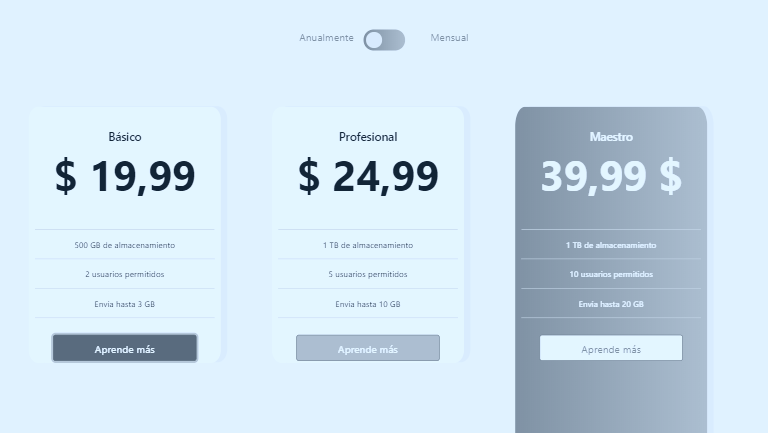 Anualmente
Mensual
Básico
$ 19,99
500 GB de almacenamiento
2 usuarios permitidos
Envia hasta 3 GB
Aprende más
Profesional
$ 24,99
1 TB de almacenamiento
5 usuarios permitidos
Envia hasta 10 GB
Aprende más
Maestro
39,99 $
1 TB de almacenamiento
10 usuarios permitidos
Envia hasta 20 GB
Aprende más